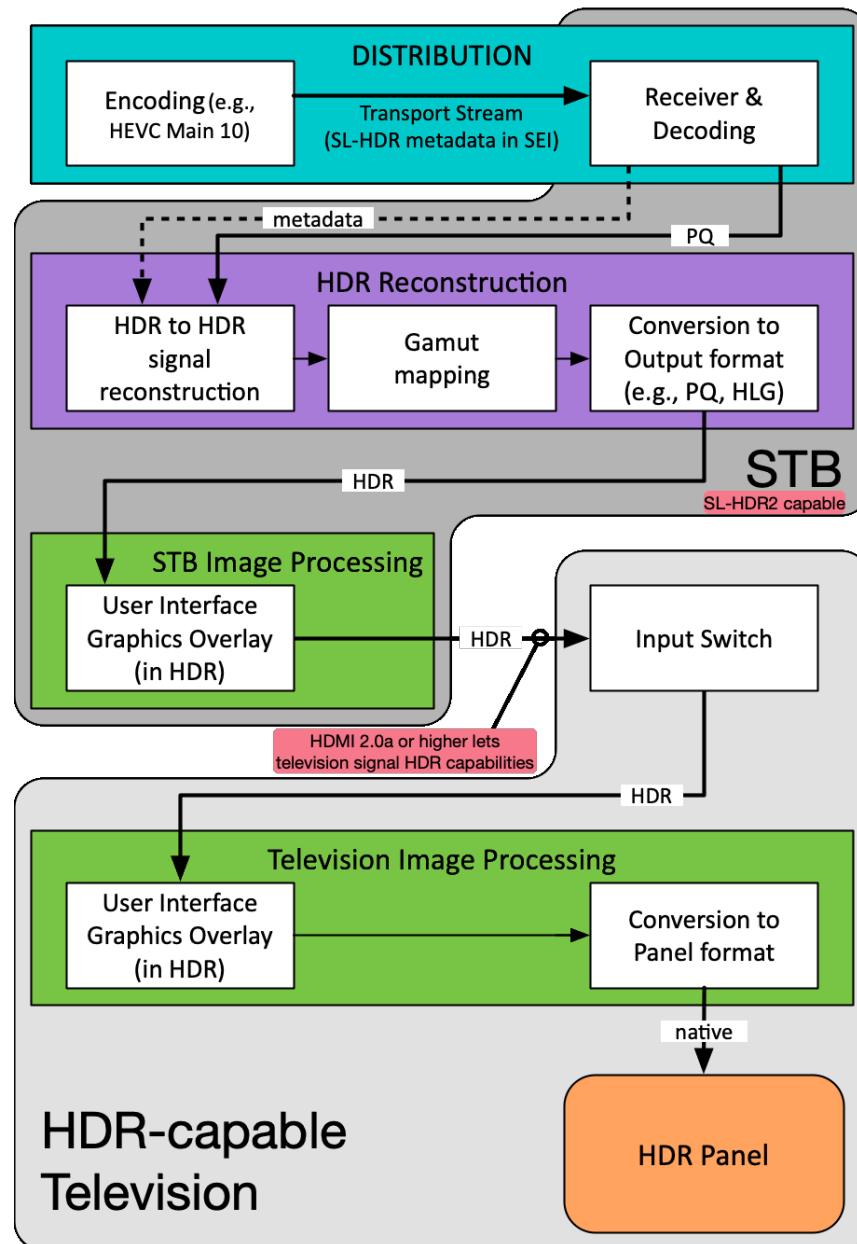 DISTRIBUTION
Encoding (e.g.,
HEVC Main 10)
Transport Stream
(SL-HDR metadata in SEI)
Receiver &
Decoding
metadata
PQ
HDR Reconstruction
HDR to HDR
signal
reconstruction
Gamut
mapping
Conversion to
Output format
(e.g., PQ, HLG)
HDR
STB
SL-HDR2 capable
STB Image Processing
User Interface
Graphics Overlay
(in HDR)
HDR
Input Switch
HDMI 2.0a or higher lets
television signal HDR capabilities
HDR
Television Image Processing
User Interface
Graphics Overlay
(in HDR)
Conversion to
Panel format
native
HDR-capable
Television
HDR Panel